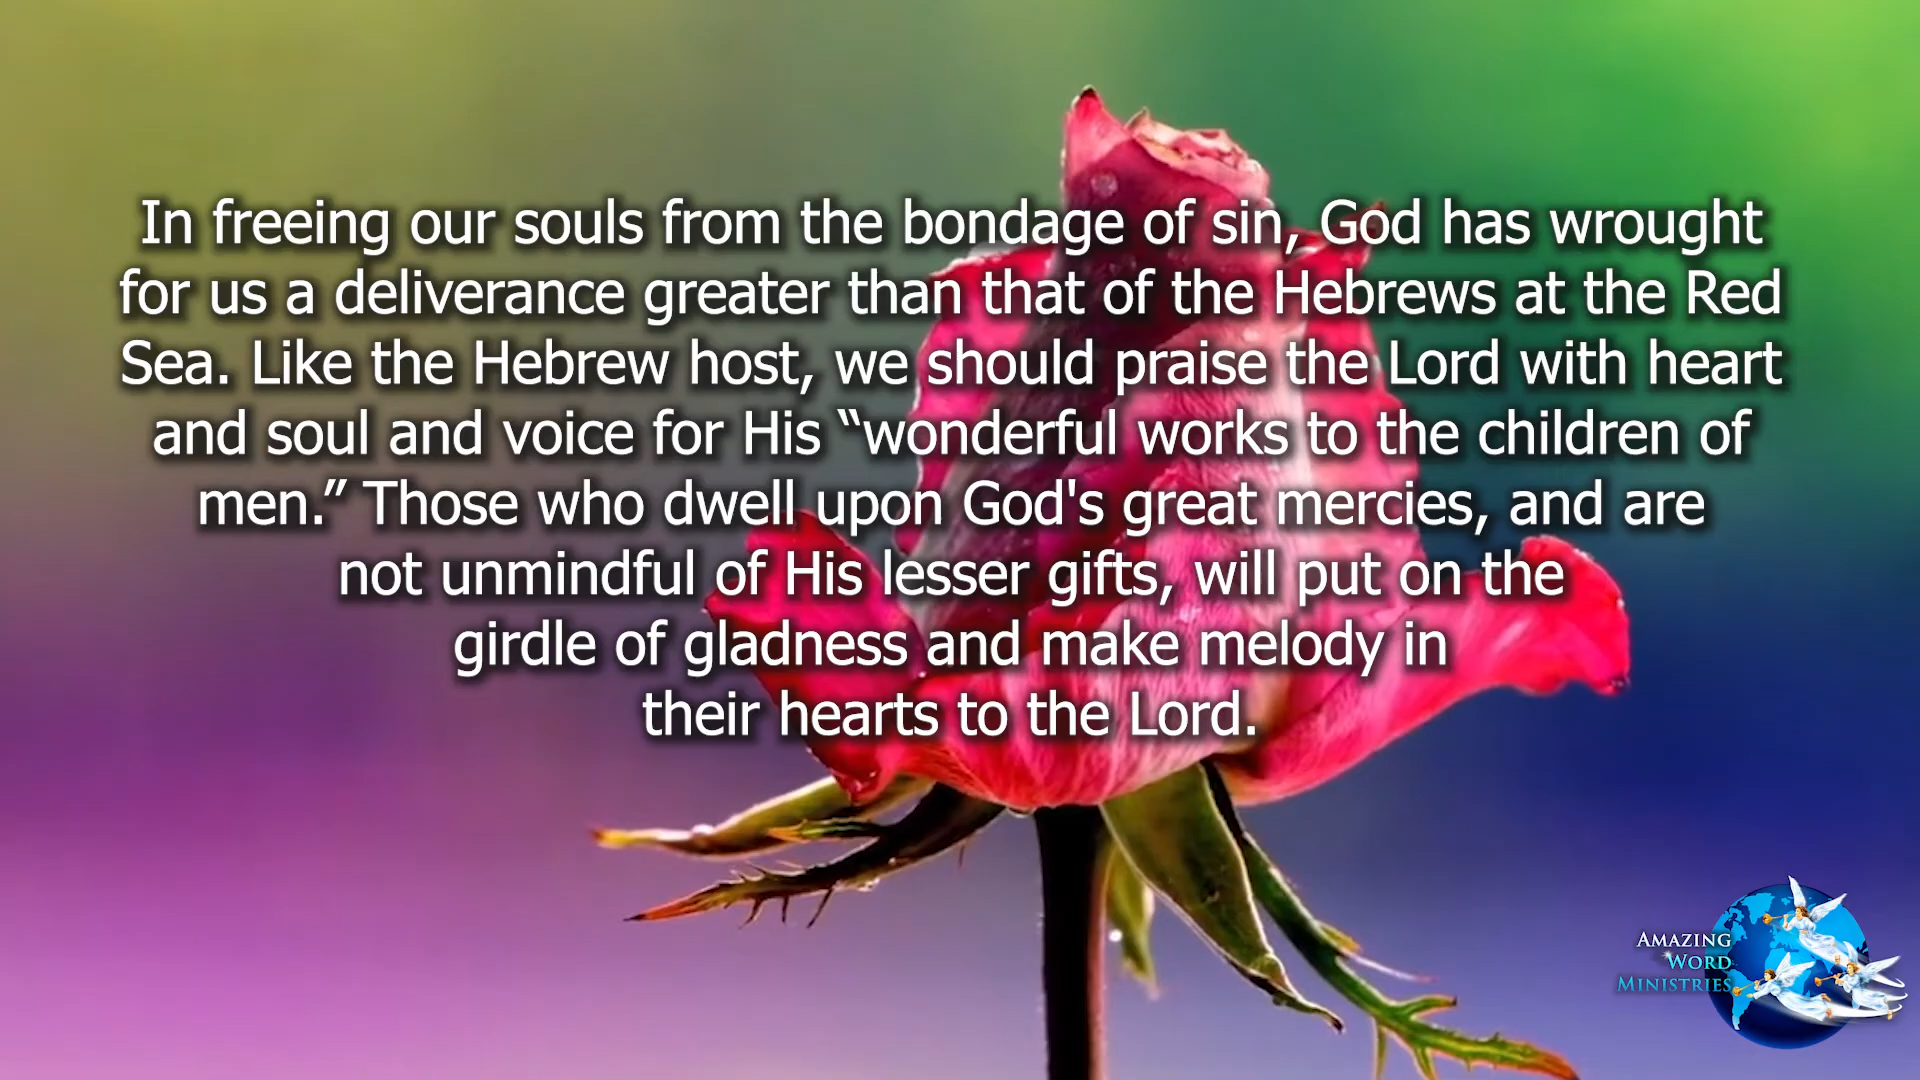 In freeing our souls from the bondage of sin, God has wrought
for us a deliverance greater than that of the Hebrews at the Red
Sea. Like the Hebrew host, we should praise the Lord with heart
and soul and voice for His “wonderful works to the children of
men.” Those who dwell upon God's great mercies, and are
not unmindful of His lesser gifts, will put on the
girdle of gladness and make melody in
their hearts to the Lord.
AMAZING
WORD
MINISTRIES